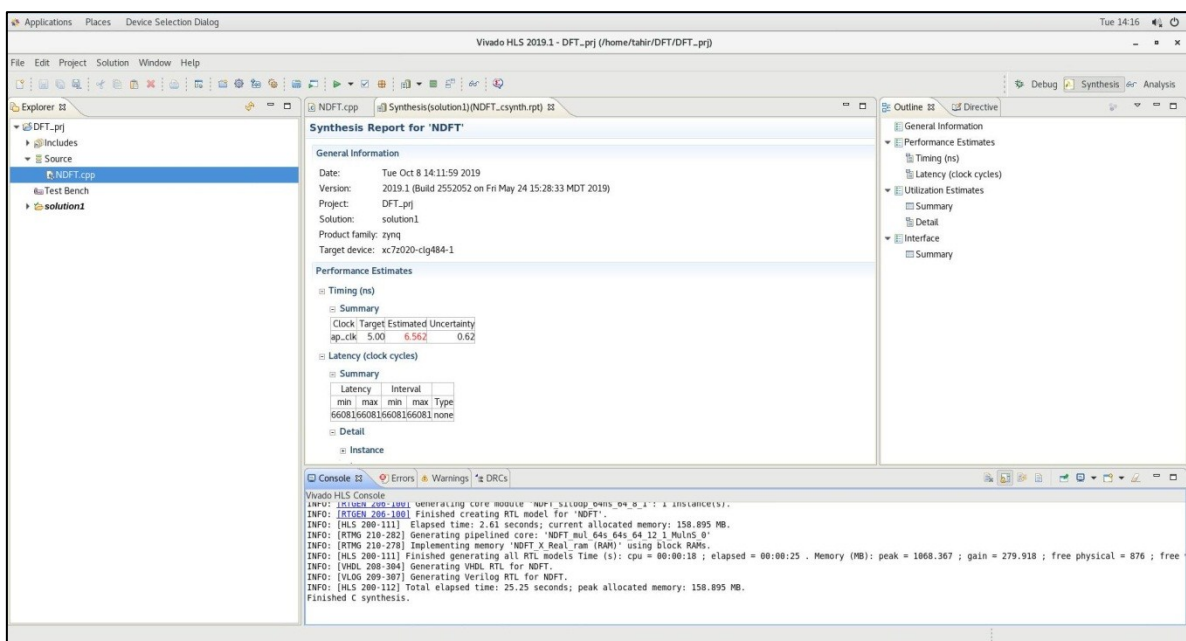 Applications Places Device Selection Dialog Tue 14:16
Vivado HLS 2019.1 - DFT_prj (/home/tahir/DFT/DFT_prj)
File Edit Project Solution Window Help
Debug Synthesis Analysis
Explorer
DFT_prj
Includes
Source
NDFT.cpp
Test Bench
solution1
NDFT.cpp Synthesis(solution1)(NDFT_csynth.rpt)
Synthesis Report for 'NDFT'
General Information
Date: Tue Oct 8 14:11:59 2019
Version: 2019.1 (Build 2552052 on Fri May 24 15:28:33 MDT 2019)
Project: DFT_prj
Solution: solution1
Product family: zynq
Target device: xc7z020-clg484-1
Performance Estimates
Timing (ns)
Summary
Clock Target Estimated Uncertainty
ap_clk 5.00 6.562 0.62
Latency (clock cycles)
Summary
Latency Interval
min max min max Type
66081 66081 66081 66081 none
Detail
Instance
Outline Directive
General Information
Performance Estimates
Timing (ns)
Latency (clock cycles)
Utilization Estimates
Summary
Detail
Interface
Summary
Console Errors Warnings DRCs
Vivado HLS Console
INFO: [RTGEN 206-100] Generating core module 'NDFT_sitodp_64ns_64_8_1': 1 instance(s).
INFO: [RTGEN 206-100] Finished creating RTL model for 'NDFT'.
INFO: [HLS 200-111] Elapsed time: 2.61 seconds; current allocated memory: 158.895 MB.
INFO: [RTMG 210-282] Generating pipelined core: 'NDFT_mul_64s_64s_64_12_1_MulnS_0'
INFO: [RTMG 210-278] Implementing memory 'NDFT_X_Real_ram (RAM)' using block RAMs.
INFO: [HLS 200-111] Finished generating all RTL models Time (s): cpu = 00:00:18 ; elapsed = 00:00:25 . Memory (MB): peak = 1068.367 ; gain = 279.918 ; free physical = 876 ; free
INFO: [VHDL 208-304] Generating VHDL RTL for NDFT.
INFO: [VLOG 209-307] Generating Verilog RTL for NDFT.
INFO: [HLS 200-112] Total elapsed time: 25.25 seconds; peak allocated memory: 158.895 MB.
Finished C synthesis.